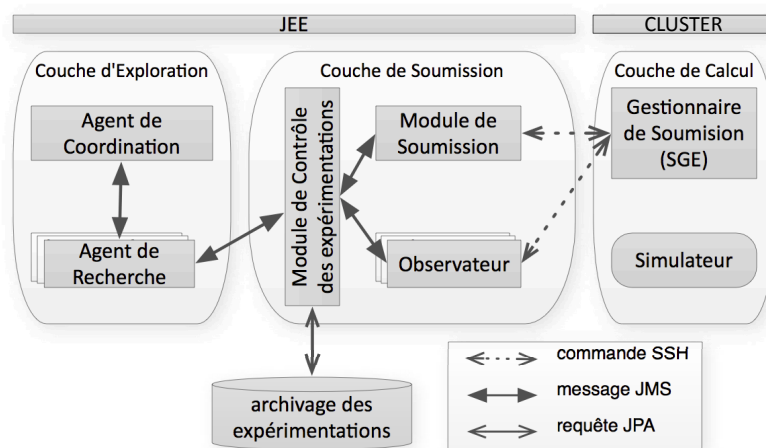 JEE
CLUSTER
Couche d'Exploration
Agent de
Coordination
Agent de
Recherche
Couche de Soumission
Module de Contrôle
des expérimentations
Module de
Soumission
Observateur
archivage des
expérimentations
Couche de Calcul
Gestionnaire
de Soumision
(SGE)
Simulateur
commande SSH
message JMS
requête JPA